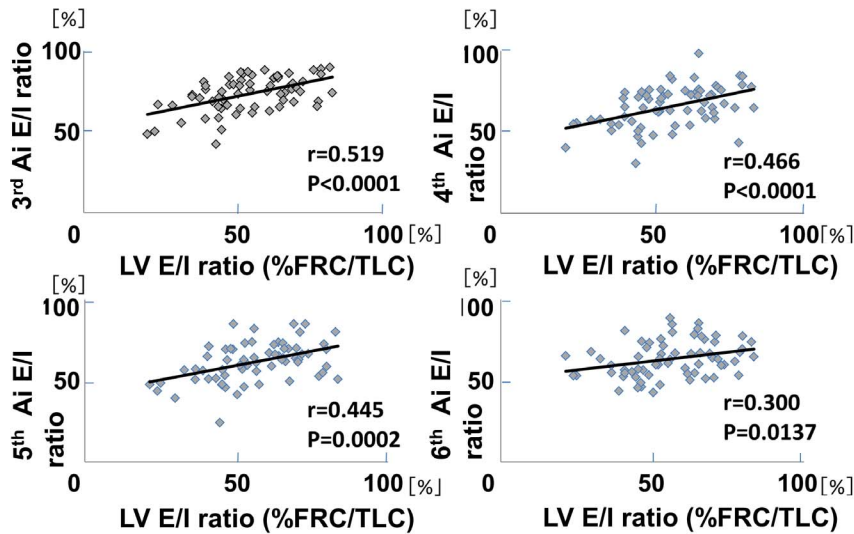 [%]
100
50
0
50
100 [%]
3rd Ai E/I ratio
r=0.519
P<0.0001
LV E/I ratio (%FRC/TLC)
[%]
100
50
0
50
100[%]
4th Ai E/I
ratio
r=0.466
P<0.0001
LV E/I ratio (%FRC/TLC)
[%]
100
50
0
50
100 [%]
5th Ai E/I
ratio
r=0.445
P=0.0002
LV E/I ratio (%FRC/TLC)
[%]
100
50
0
50
100[%]
6th Ai E/I
ratio
r=0.300
P=0.0137
LV E/I ratio (%FRC/TLC)